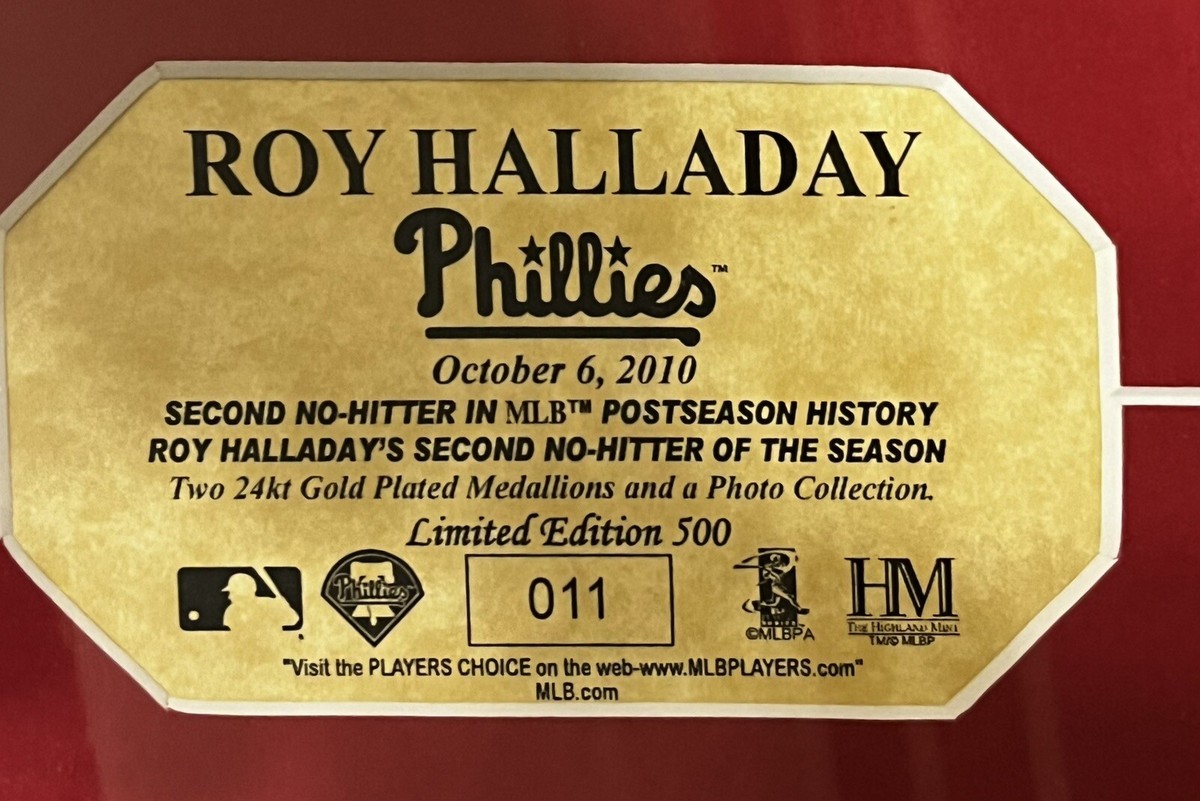 ROY HALLADAY
Phillies™
October 6, 2010
SECOND NO-HITTER IN MLB™ POSTSEASON HISTORY
ROY HALLADAY'S SECOND NO-HITTER OF THE SEASON
Two 24kt Gold Plated Medallions and a Photo Collection.
Limited Edition 500
Phillies
011
©MLBPA
HM
THE HIGHLAND MINT
TM/© MLBP
"Visit the PLAYERS CHOICE on the web-www.MLBPLAYERS.com"
MLB.com